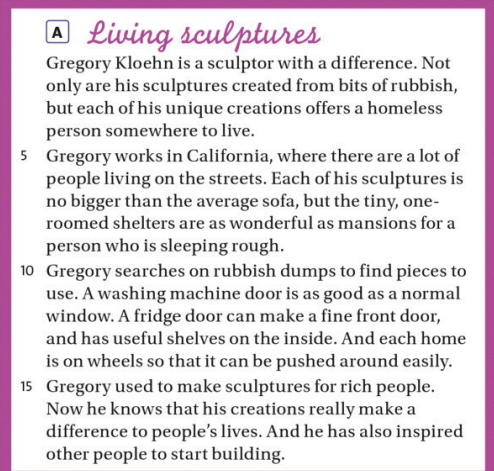 A Living sculptures
Gregory Kloehn is a sculptor with a difference. Not
only are his sculptures created from bits of rubbish,
but each of his unique creations offers a homeless
person somewhere to live.
5 Gregory works in California, where there are a lot of
people living on the streets. Each of his sculptures is
no bigger than the average sofa, but the tiny, one-
roomed shelters are as wonderful as mansions for a
person who is sleeping rough.
10 Gregory searches on rubbish dumps to find pieces to
use. A washing machine door is as good as a normal
window. A fridge door can make a fine front door,
and has useful shelves on the inside. And each home
is on wheels so that it can be pushed around easily.
15 Gregory used to make sculptures for rich people.
Now he knows that his creations really make a
difference to people's lives. And he has also inspired
other people to start building.